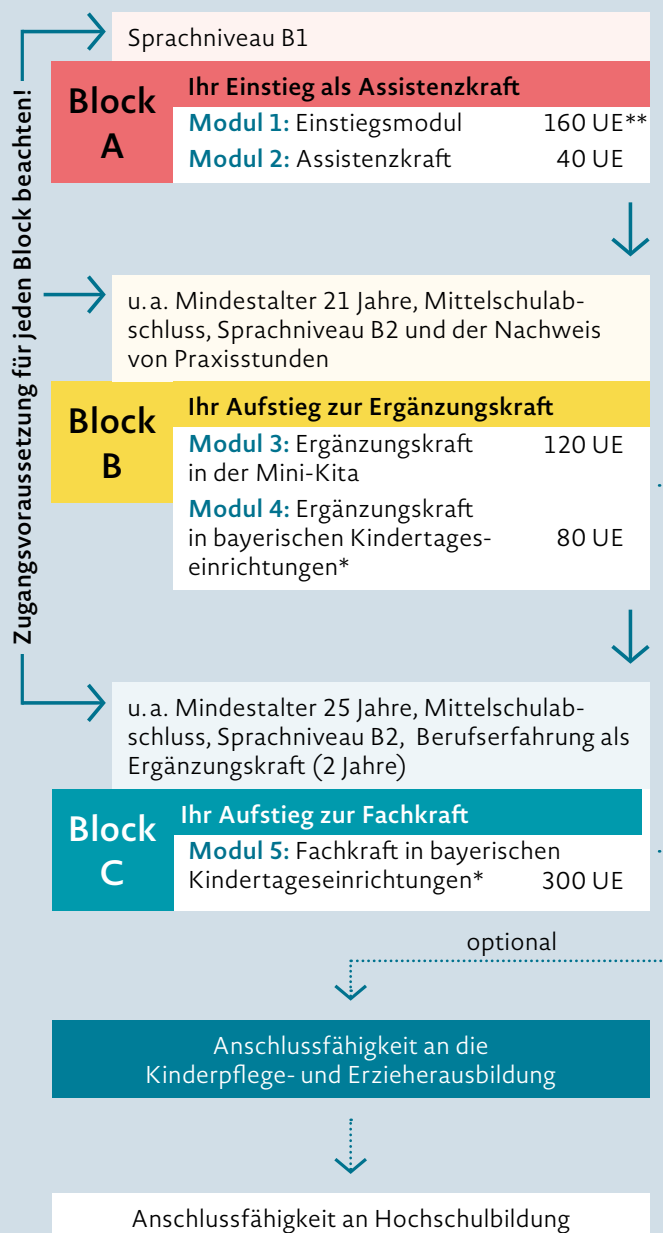 Zugangsvoraussetzung für jeden Block beachten!
Sprachniveau B1
Block
A
Ihr Einstieg als Assistenzkraft
Modul 1: Einstiegsmodul 160 UE**
Modul 2: Assistenzkraft 40 UE
u. a. Mindestalter 21 Jahre, Mittelschulab-
schluss, Sprachniveau B2 und der Nachweis
von Praxisstunden
Block
B
Ihr Aufstieg zur Ergänzungskraft
Modul 3: Ergänzungskraft 120 UE
in der Mini-Kita
Modul 4: Ergänzungskraft
in bayerischen Kindertages- 80 UE
einrichtungen*
u. a. Mindestalter 25 Jahre, Mittelschulab-
schluss, Sprachniveau B2, Berufserfahrung als
Ergänzungskraft (2 Jahre)
Block
C
Ihr Aufstieg zur Fachkraft
Modul 5: Fachkraft in bayerischen
Kindertageseinrichtungen* 300 UE
optional
Anschlussfähigkeit an die
Kinderpflege- und Erzieherausbildung
Anschlussfähigkeit an Hochschulbildung